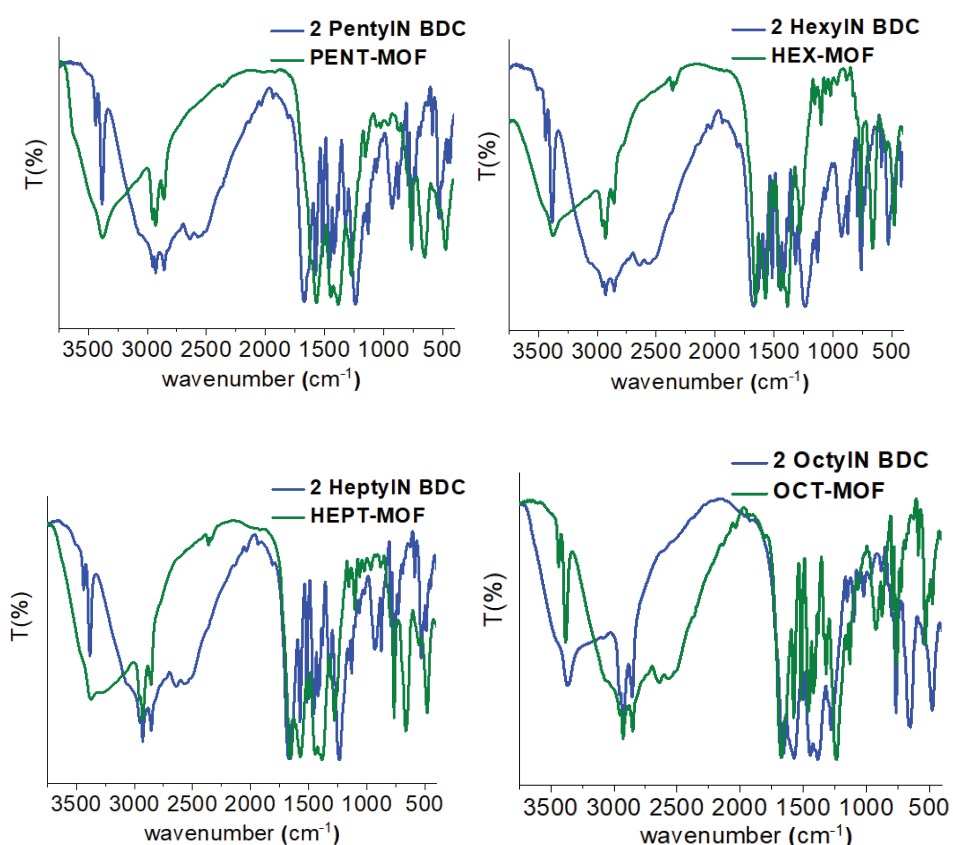 2 PentylN BDC
PENT-MOF
T(%)
3500 3000 2500 2000 1500 1000 500
wavenumber (cm⁻¹)
2 HexylN BDC
HEX-MOF
T(%)
3500 3000 2500 2000 1500 1000 500
wavenumber (cm⁻¹)
2 HeptylN BDC
HEPT-MOF
T(%)
3500 3000 2500 2000 1500 1000 500
wavenumber (cm⁻¹)
2 OctylN BDC
OCT-MOF
T(%)
3500 3000 2500 2000 1500 1000 500
wavenumber (cm⁻¹)